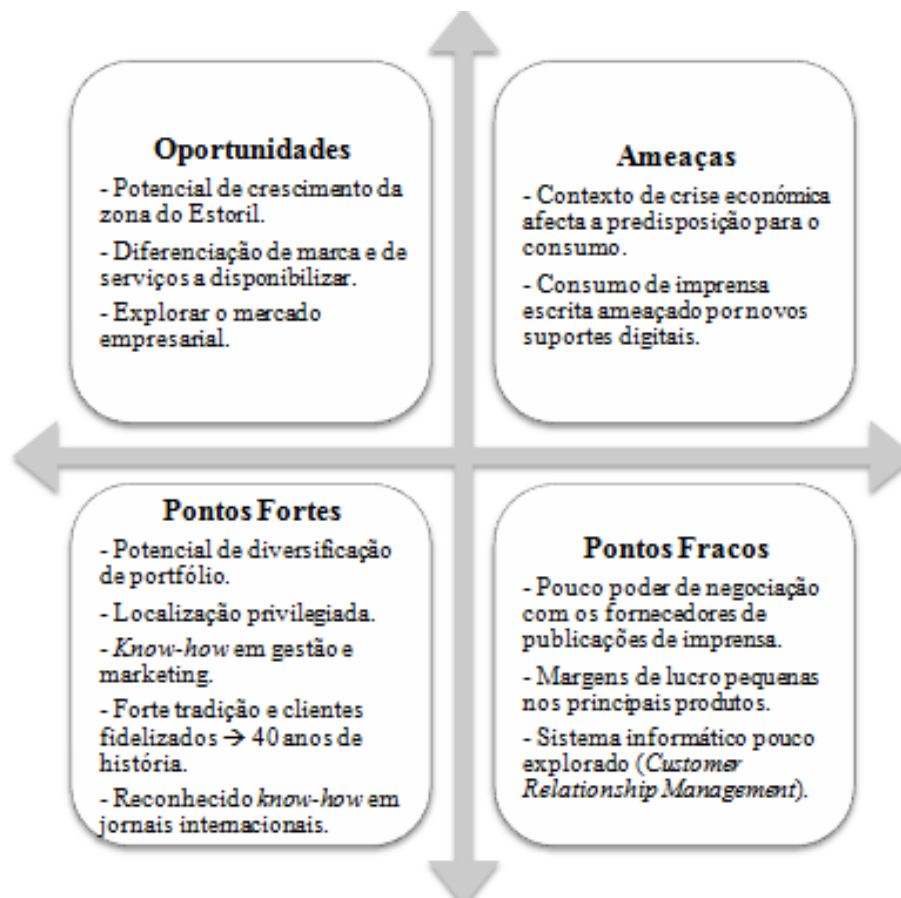 Oportunidades
- Potencial de crescimento da
zona do Estoril.
- Diferenciação de marca e de
serviços a disponibilizar.
- Explorar o mercado
empresarial.
Ameaças
- Contexto de crise económica
afecta a predisposição para o
consumo.
- Consumo de imprensa
escrita ameaçado por novos
suportes digitais.
Pontos Fortes
- Potencial de diversificação
de portfólio.
- Localização privilegiada.
- Know-how em gestão e
marketing.
- Forte tradição e clientes
fidelizados → 40 anos de
história.
- Reconhecido know-how em
jornais internacionais.
Pontos Fracos
- Pouco poder de negociação
com os fornecedores de
publicações de imprensa.
- Margens de lucro pequenas
nos principais produtos.
- Sistema informático pouco
explorado (Customer
Relationship Management).